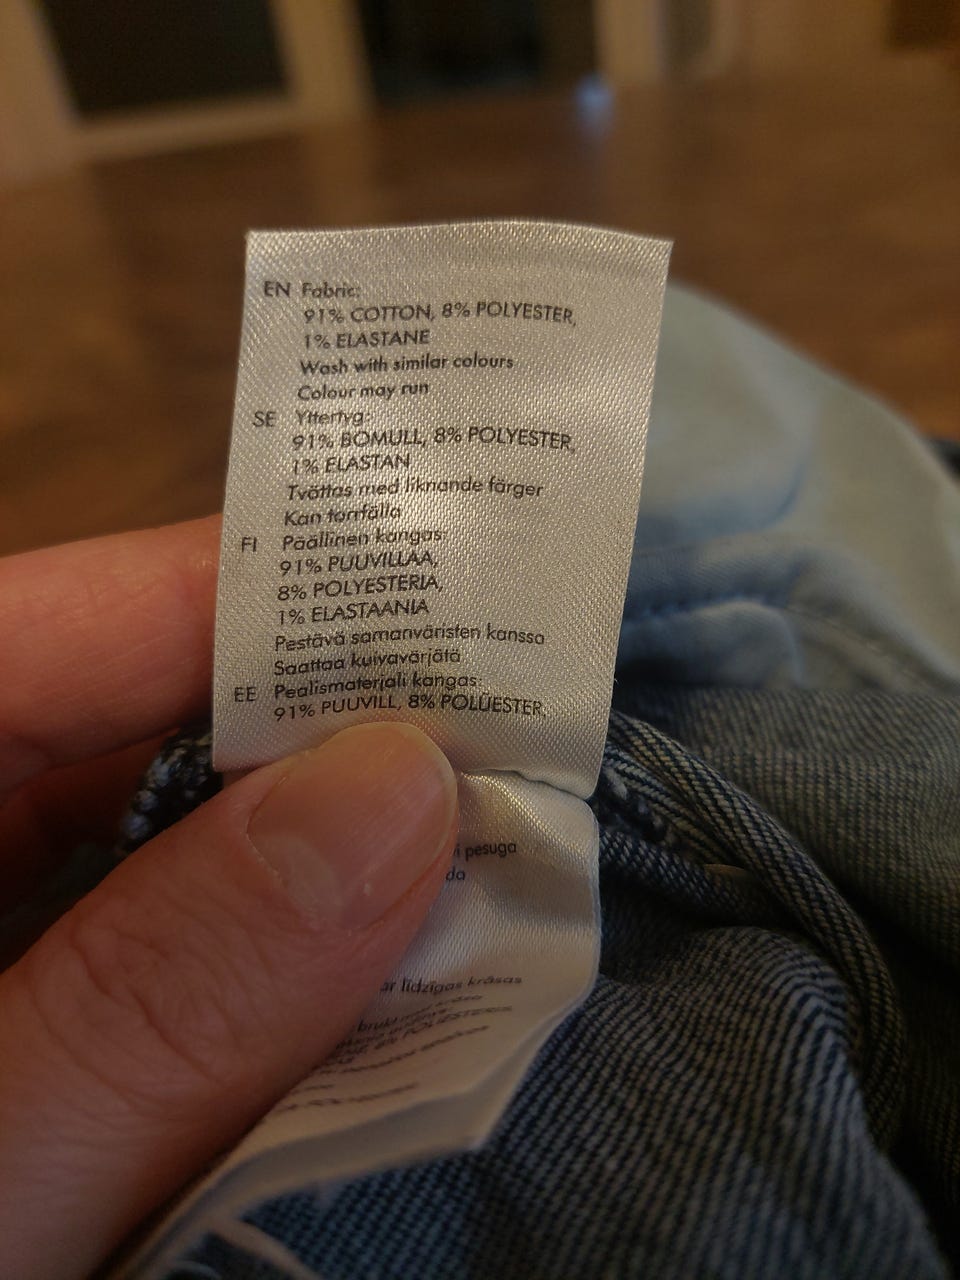 EN Fabric:
91% COTTON, 8% POLYESTER,
1% ELASTANE
Wash with similar colours
Colour may run
SE Yttertyg:
91% BOMULL, 8% POLYESTER,
1% ELASTAN
Tvättas med liknande färger
Kan torrfälla
FI Päällinen kangas:
91% PUUVILLAA,
8% POLYESTERIA,
1% ELASTAANIA
Pestävä samanväristen kanssa
Saattaa kuivavärjätä
EE Pealismaterjali kangas:
91% PUUVILL, 8% POLÜESTER,
pesuga
līdzīgas krāsas